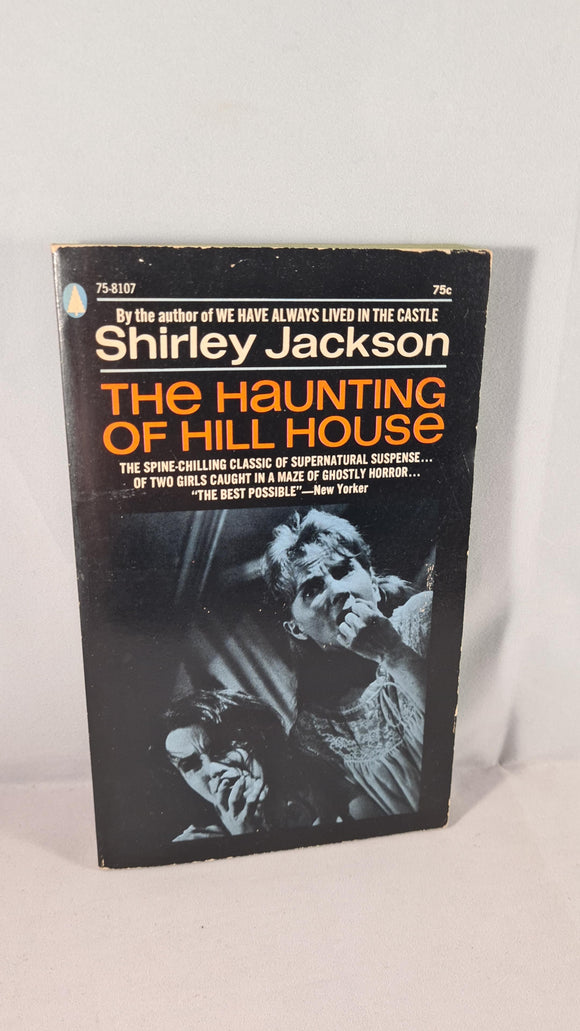 75-8107 75c
By the author of WE HAVE ALWAYS LIVED IN THE CASTLE
Shirley Jackson
THE HAUNTING
OF HILL HOUSE
THE SPINE-CHILLING CLASSIC OF SUPERNATURAL SUSPENSE...
OF TWO GIRLS CAUGHT IN A MAZE OF GHOSTLY HORROR...
"THE BEST POSSIBLE"—New Yorker